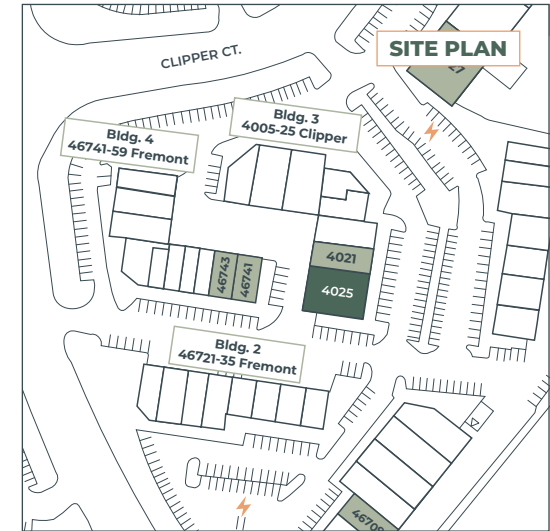 SITE PLAN
27
CLIPPER CT.
Bldg. 3
4005-25 Clipper
Bldg. 4
46741-59 Fremont
4021
46743
46741
4025
Bldg. 2
46721-35 Fremont